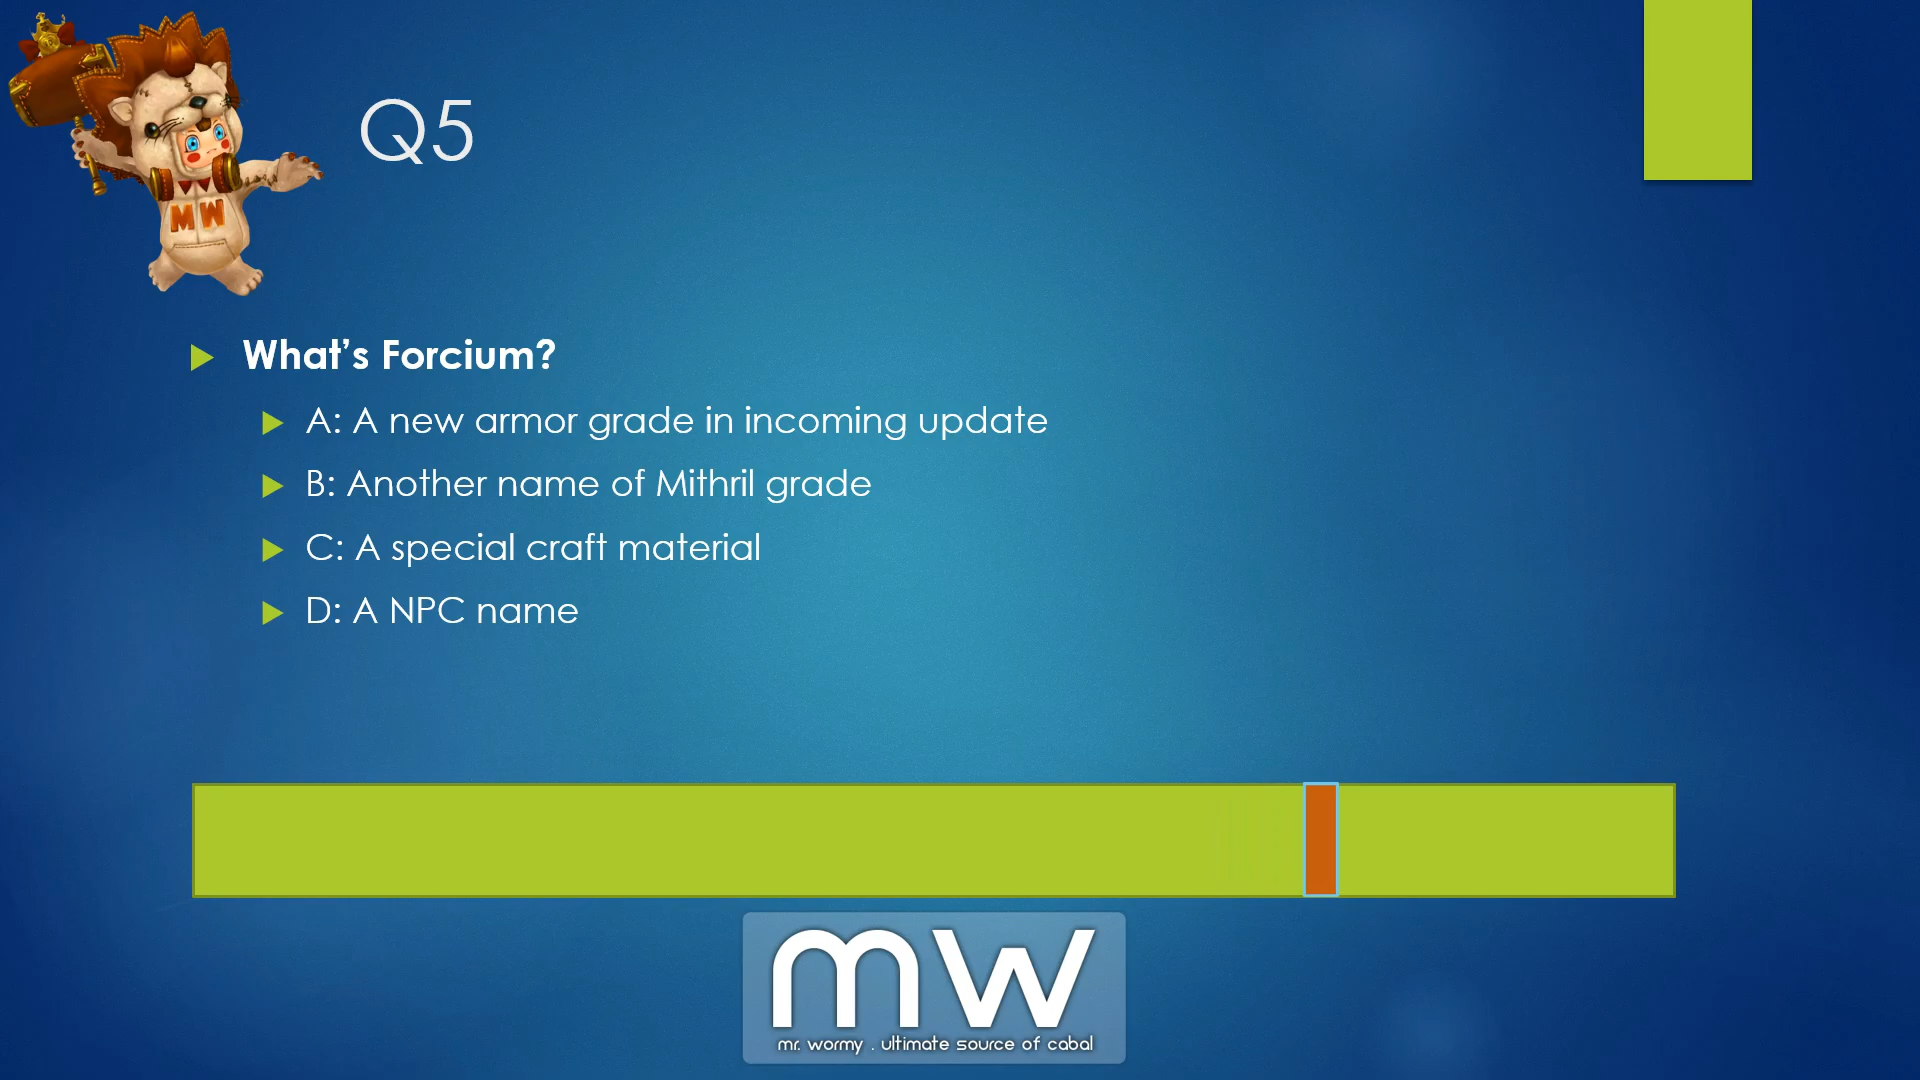 MW
Q5
What's Forcium?
A: A new armor grade in incoming update
B: Another name of Mithril grade
C: A special craft material
D: A NPC name
mw
mr. wormy . ultimate source of cabal